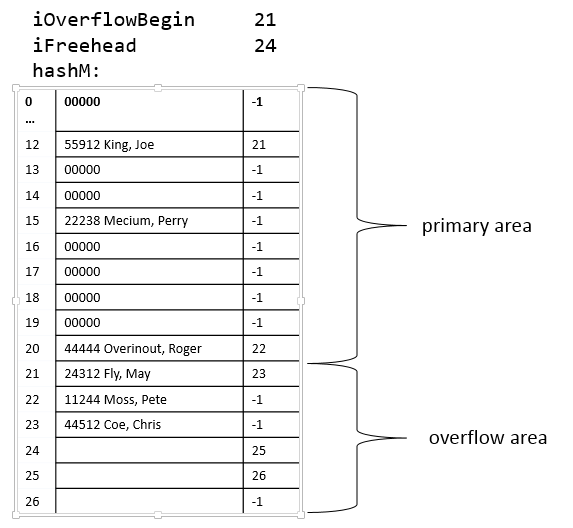 iOverflowBegin 21
iFreehead 24
hashM:
0 00000 -1
...
12 55912 King, Joe 21
13 00000 -1
14 00000 -1
15 22238 Mecium, Perry -1
16 00000 -1
17 00000 -1
18 00000 -1
19 00000 -1
20 44444 Overinout, Roger 22
21 24312 Fly, May 23
22 11244 Moss, Pete -1
23 44512 Coe, Chris -1
24 25
25 26
26 -1
primary area
overflow area